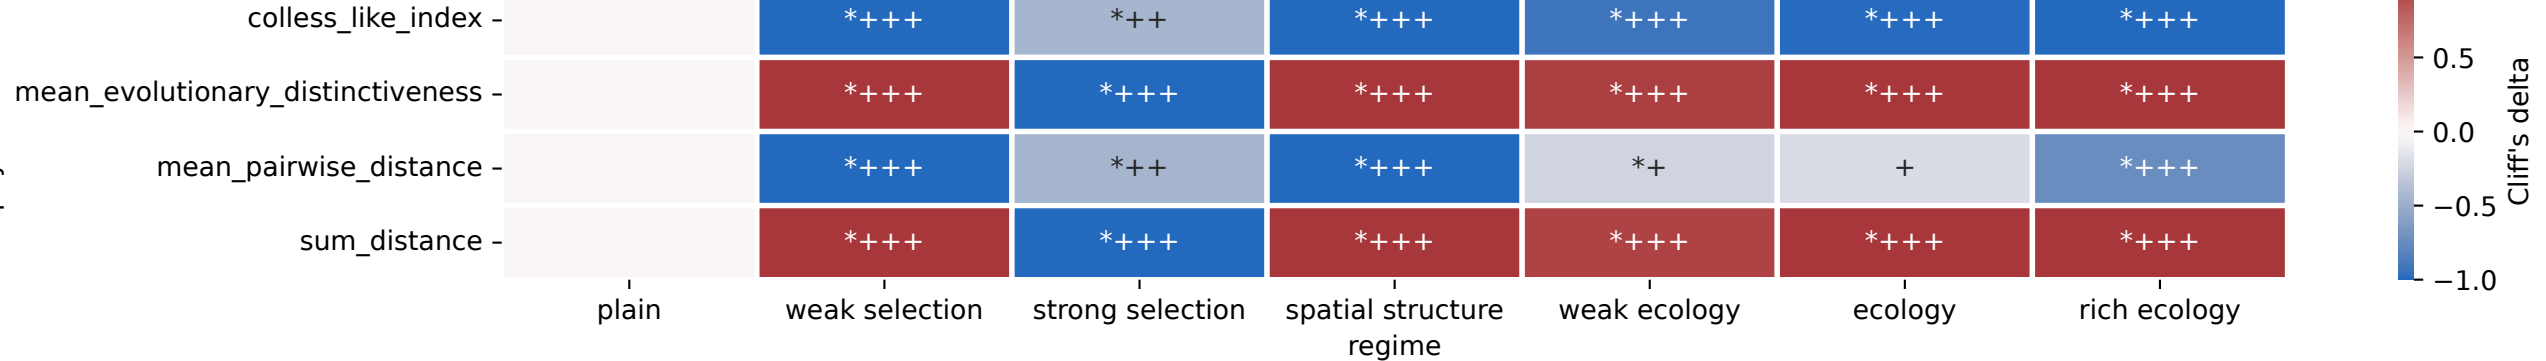 colless_like_index *+++ *++ *+++ *+++ *+++ *+++
mean_evolutionary_distinctiveness *+++ *+++ *+++ *+++ *+++ *+++
mean_pairwise_distance *+++ *++ *+++ *+ + *+++
sum_distance *+++ *+++ *+++ *+++ *+++ *+++
plain weak selection strong selection spatial structure weak ecology ecology rich ecology
regime
0.5
0.0
−0.5
−1.0
Cliff's delta